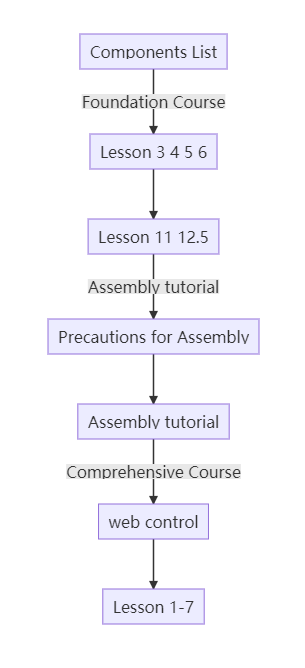 Components List
Foundation Course
Lesson 3 4 5 6
Lesson 11 12.5
Assembly tutorial
Precautions for Assembly
Assembly tutorial
Comprehensive Course
web control
Lesson 1-7